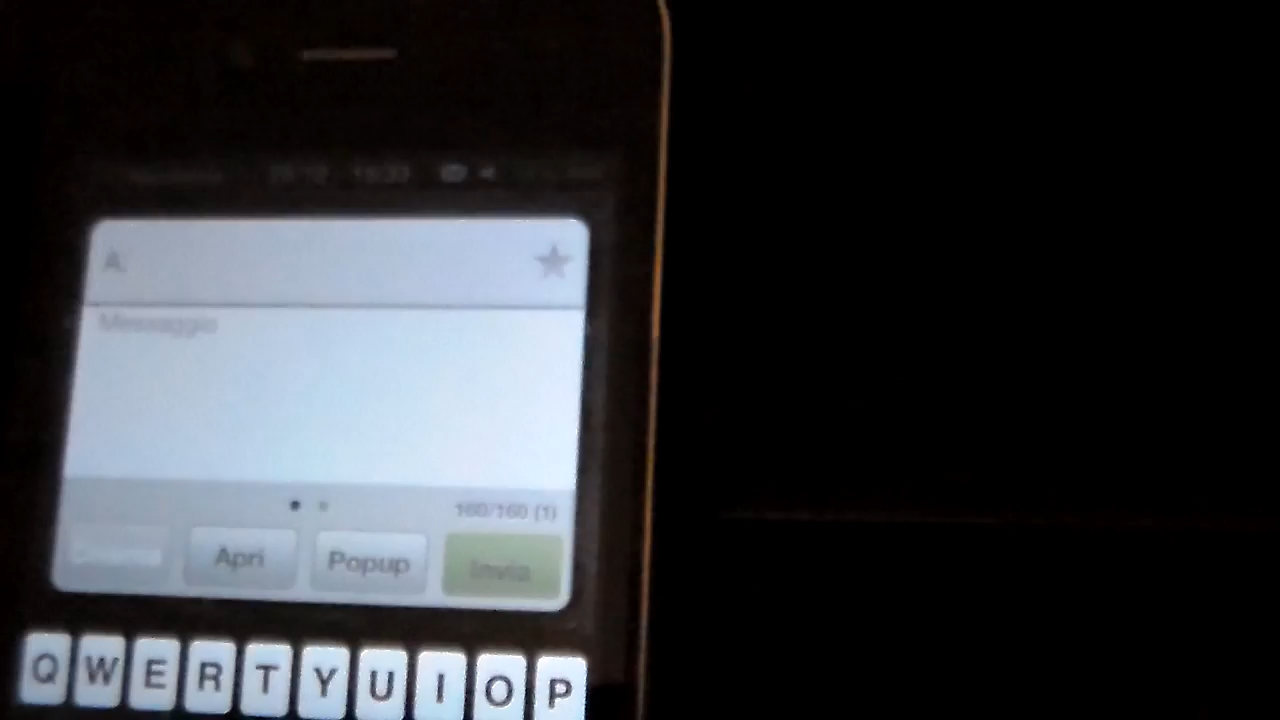 A:
Messaggio
160/160 (1)
Apri Popup Invia
Q W E R T Y U I O P